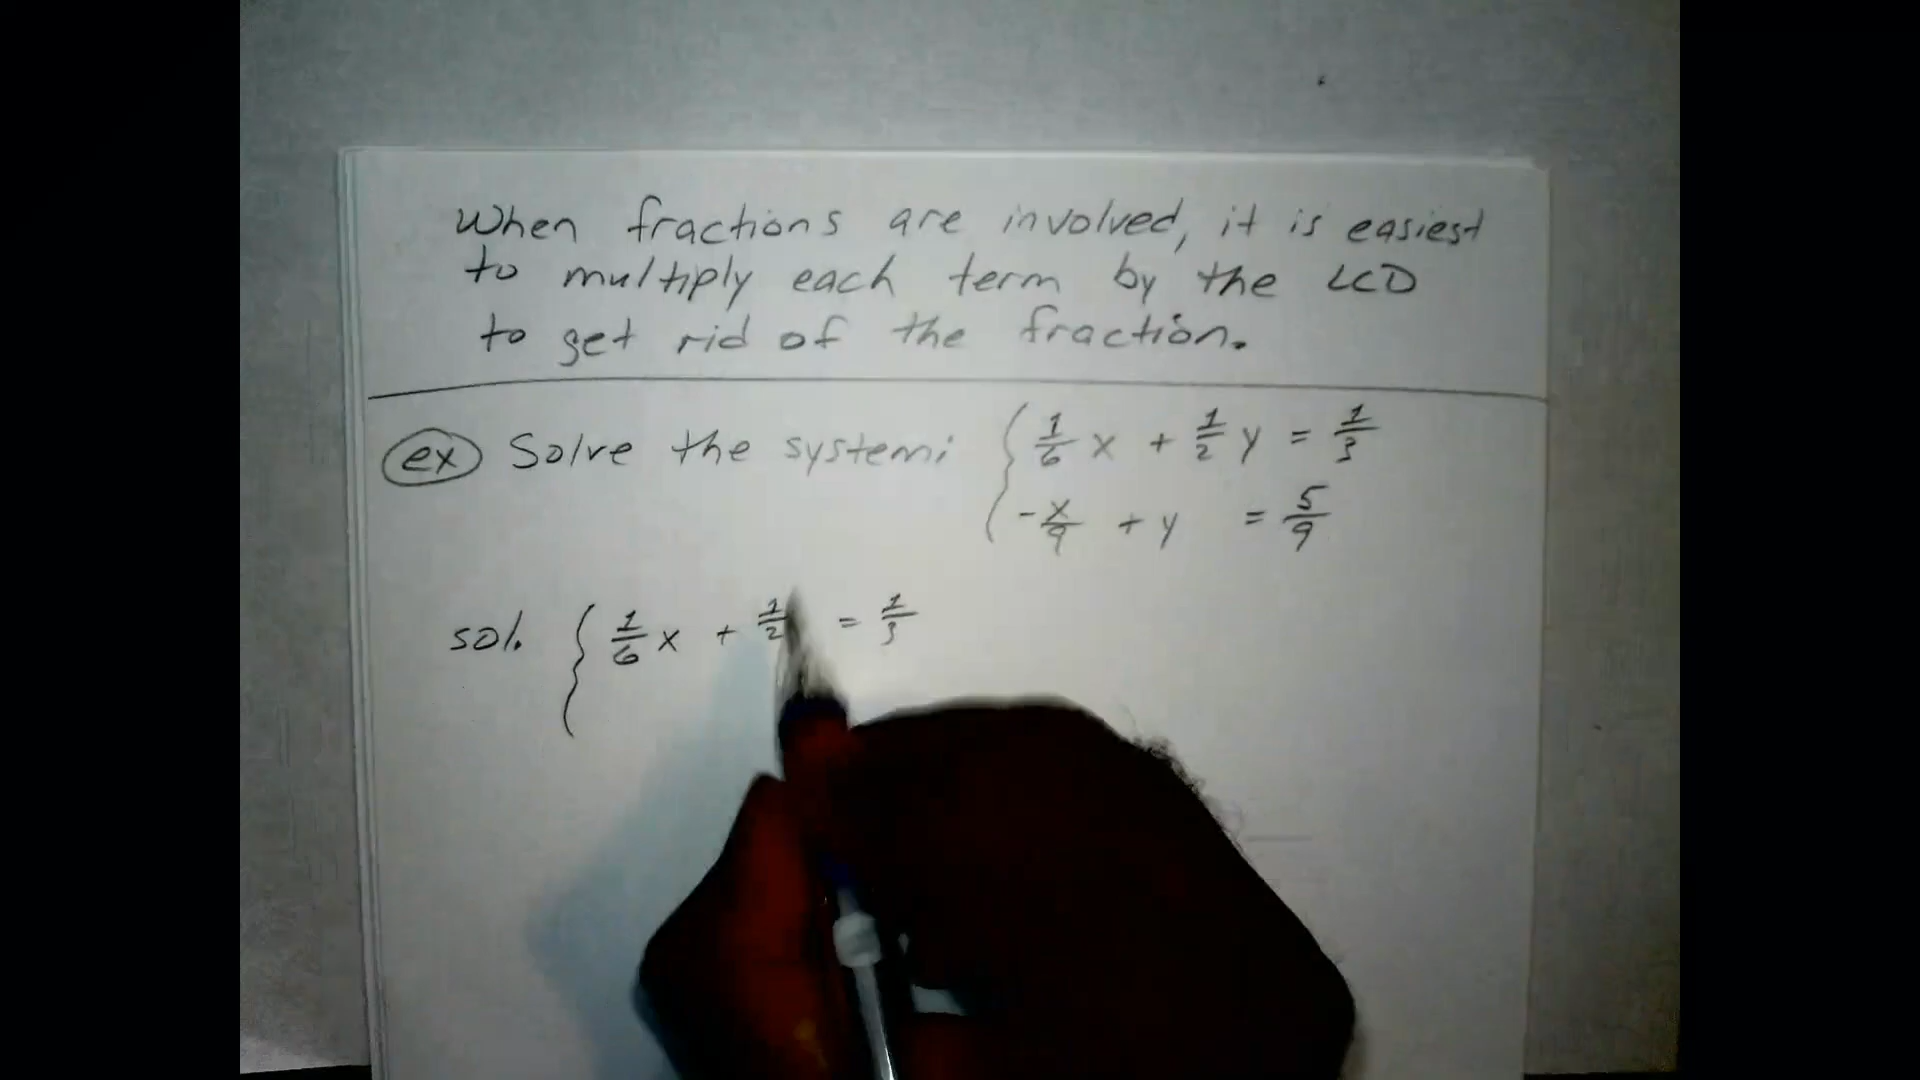 When fractions are involved, it is easiest
to multiply each term by the LCD
to get rid of the fraction.
ex Solve the system: { 1/6 x + 1/2 y = 1/3
-x/9 + y = 5/9
sol. { 1/6 x + 1/2 = 1/3